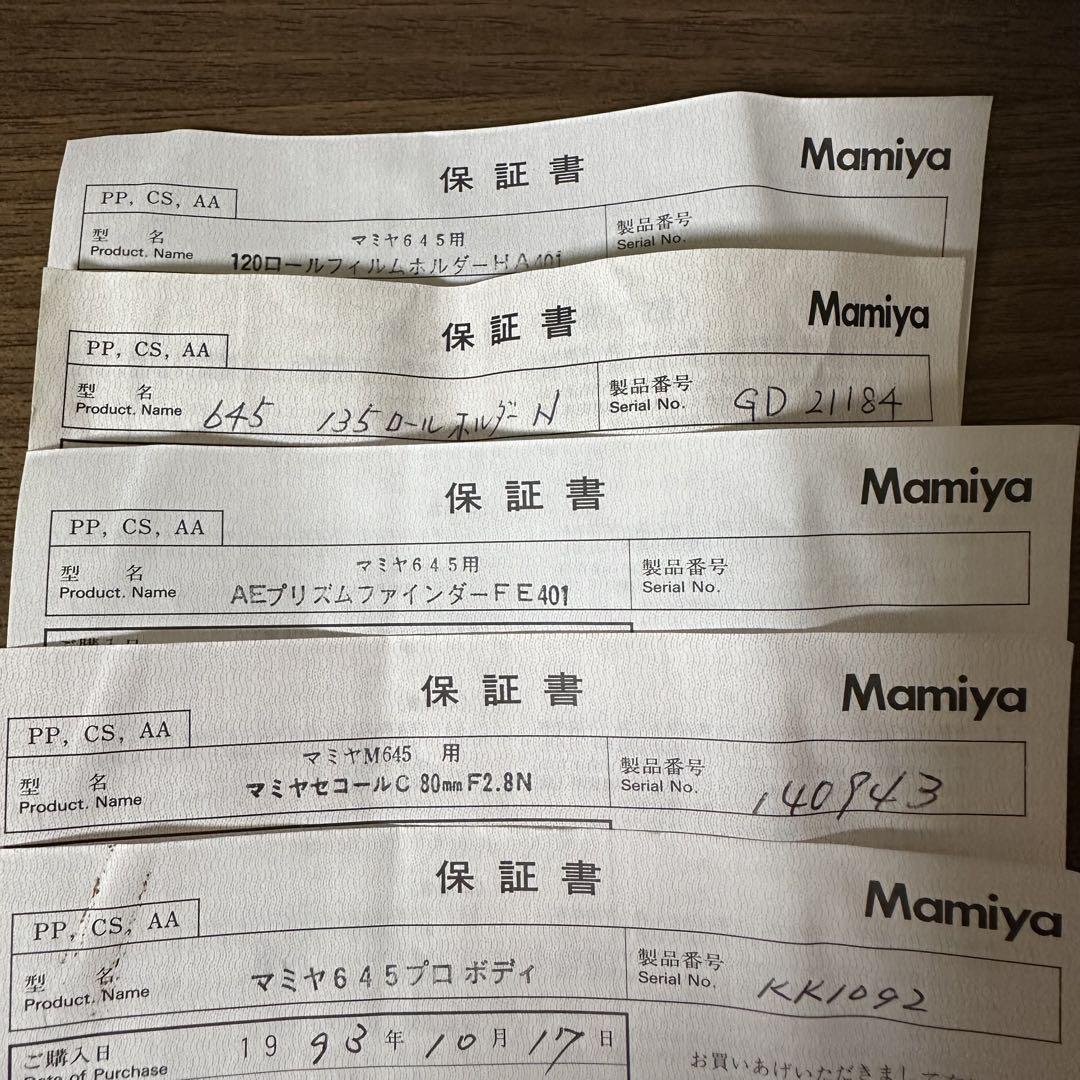 保証書
Mamiya
PP, CS, AA
型名
Product. Name
マミヤ645用
120ロールフィルムホルダーHA401
製品番号
Serial No.
保証書
Mamiya
PP, CS, AA
型名
Product. Name
645 135ロールホルダーN
製品番号
Serial No.
GD 21184
保証書
Mamiya
PP, CS, AA
型名
Product. Name
マミヤ645用
AEプリズムファインダーFE401
製品番号
Serial No.
保証書
Mamiya
PP, CS, AA
型名
Product. Name
マミヤM645 用
マミヤセコールC 80mm F2.8N
製品番号
Serial No.
140943
保証書
Mamiya
PP, CS, AA
型名
Product. Name
マミヤ645プロ ボディ
製品番号
Serial No.
KK1092
ご購入日
Date of Purchase
1993年10月17日
お買いあげいただきまして